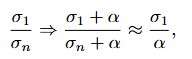 σ₁/σₙ ⇒ (σ₁ + α)/(σₙ + α) ≈ σ₁/α,